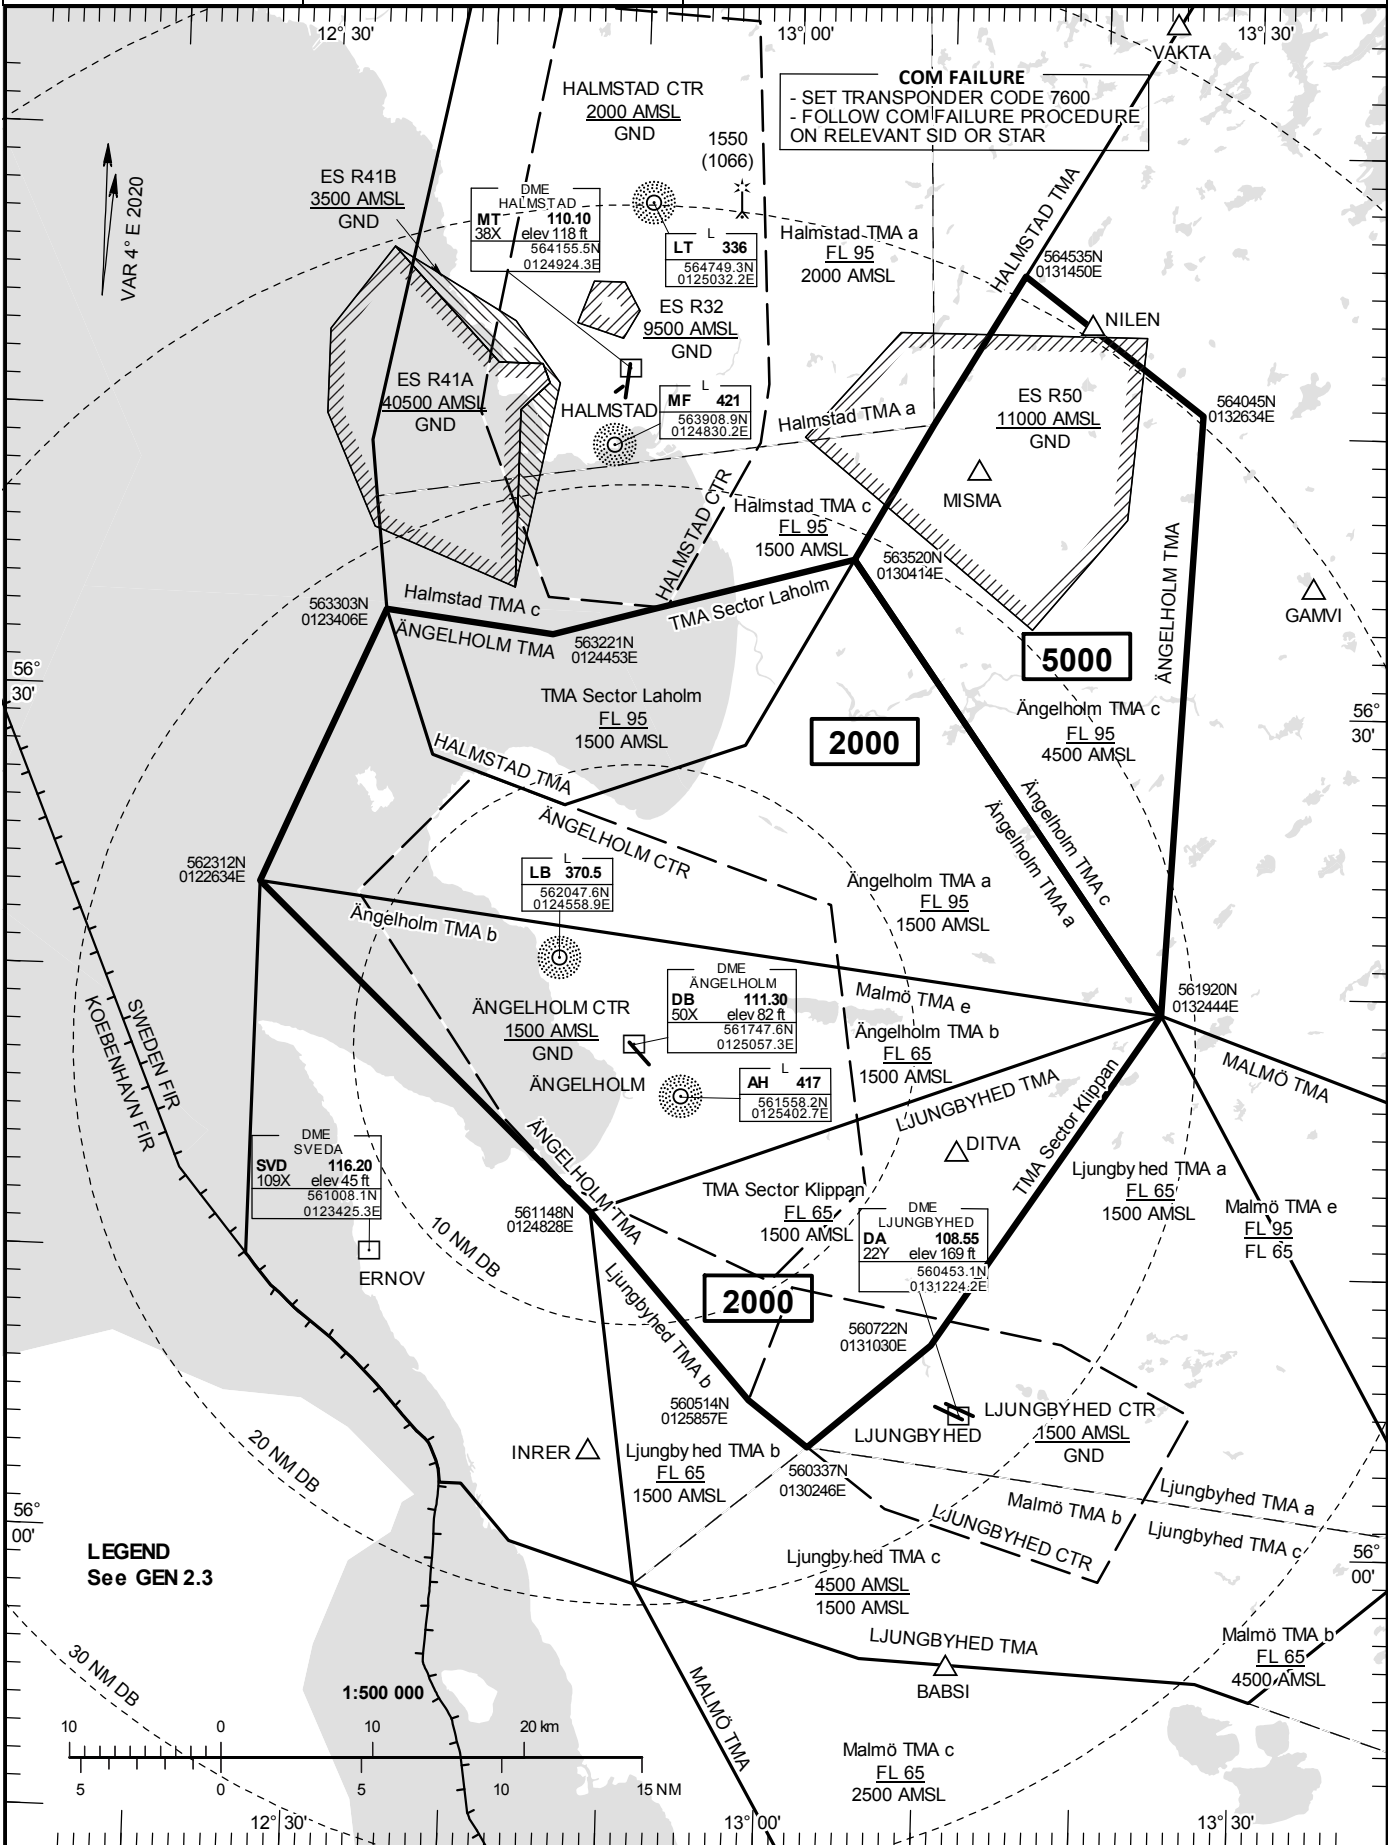 12° 30'
13° 00'
13° 30'
VAKTA
COM FAILURE
- SET TRANSPONDER CODE 7600
- FOLLOW COM FAILURE PROCEDURE
ON RELEVANT SID OR STAR
HALMSTAD CTR
2000 AMSL
GND
1550
(1066)
VAR 4° E 2020
ES R41B
3500 AMSL
GND
DME
HALMSTAD
MT 110.10
38X elev 118 ft
564155.5N
0124924.3E
L
LT 336
564749.3N
0125032.2E
Halmstad TMA a
FL 95
2000 AMSL
HALMSTAD TMA
564535N
0131450E
NILEN
ES R32
9500 AMSL
GND
ES R41A
40500 AMSL
GND
HALMSTAD
L
MF 421
563908.9N
0124830.2E
Halmstad TMA a
ES R50
11000 AMSL
GND
564045N
0132634E
MISMA
HALMSTAD CTR
Halmstad TMA c
FL 95
1500 AMSL
563520N
0130414E
ÄNGELHOLM TMA
GAMVI
563303N
0123406E
Halmstad TMA c
ÄNGELHOLM TMA
563221N
0124453E
TMA Sector Laholm
5000
56°
30'
TMA Sector Laholm
FL 95
1500 AMSL
2000
Ängelholm TMA c
FL 95
4500 AMSL
56°
30'
HALMSTAD TMA
ÄNGELHOLM CTR
Ängelholm TMA c
Ängelholm TMA a
562312N
0122634E
L
LB 370.5
562047.6N
0124558.9E
Ängelholm TMA a
FL 95
1500 AMSL
Ängelholm TMA b
Malmö TMA e
DME
ÄNGELHOLM
DB 111.30
50X elev 82 ft
561747.6N
0125057.3E
561920N
0132444E
ÄNGELHOLM CTR
1500 AMSL
GND
Ängelholm TMA b
FL 65
1500 AMSL
SWEDEN FIR
KOEBENHAVN FIR
ÄNGELHOLM
L
AH 417
561558.2N
0125402.7E
LJUNGBYHED TMA
MALMÖ TMA
DME
SVEDA
SVD 116.20
109X elev 45 ft
561008.1N
0123425.3E
ERNOV
ÄNGELHOLM TMA
DITVA
TMA Sector Klippan
561148N
0124828E
TMA Sector Klippan
FL 65
1500 AMSL
Ljungbyhed TMA a
FL 65
1500 AMSL
Malmö TMA e
FL 95
FL 65
DME
LJUNGBYHED
DA 108.55
22Y elev 169 ft
560453.1N
0131224.2E
10 NM DB
2000
Ljungbyhed TMA b
560722N
0131030E
560514N
0125857E
LJUNGBYHED
LJUNGBYHED CTR
1500 AMSL
GND
INRER
Ljungbyhed TMA b
FL 65
1500 AMSL
560337N
0130246E
20 NM DB
Malmö TMA b
Ljungbyhed TMA a
Ljungbyhed TMA c
LJUNGBYHED CTR
56°
00'
LEGEND
See GEN 2.3
Ljungbyhed TMA c
4500 AMSL
1500 AMSL
56°
00'
LJUNGBYHED TMA
Malmö TMA b
FL 65
4500 AMSL
30 NM DB
BABSI
MALMÖ TMA
1:500 000
10 0 10 20 km
5 0 5 10 15 NM
Malmö TMA c
FL 65
2500 AMSL
12° 30'
13° 00'
13° 30'